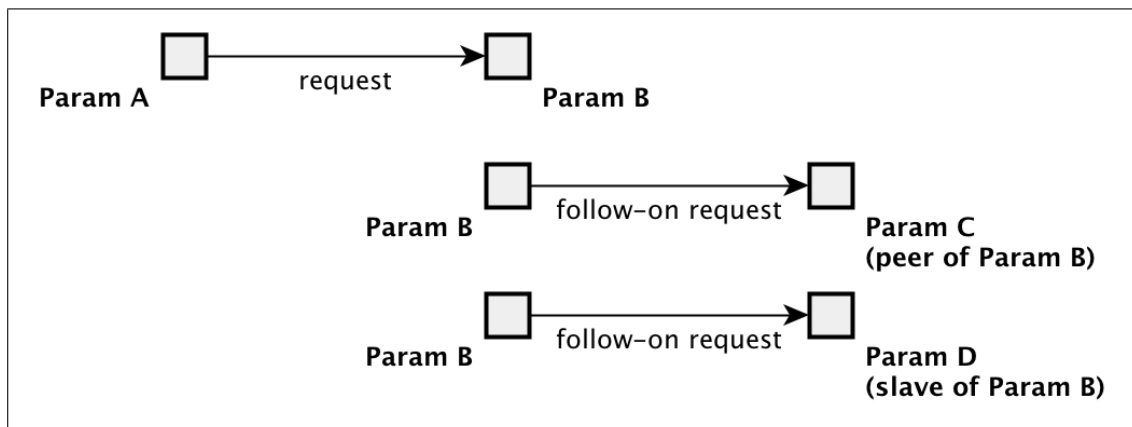 request
Param A
Param B
follow-on request
Param B
Param C
(peer of Param B)
follow-on request
Param B
Param D
(slave of Param B)